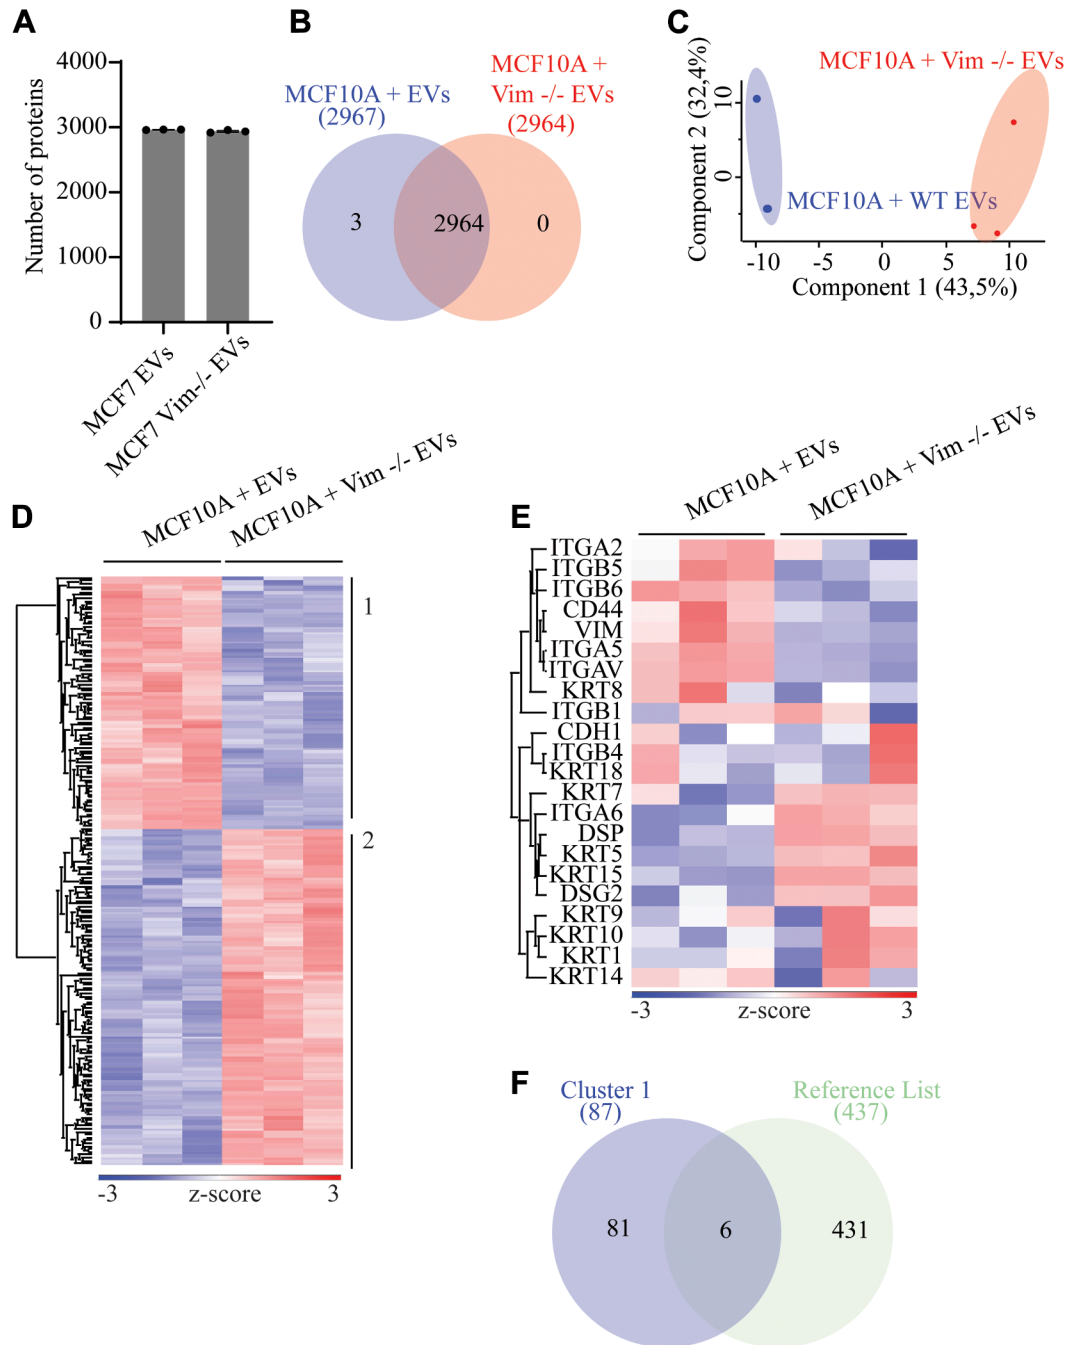 A
Number of proteins
4000
3000
2000
1000
0
MCF7 EVs
MCF7 Vim-/- EVs
B
MCF10A + EVs
(2967)
MCF10A +
Vim -/- EVs
(2964)
3
2964
0
C
MCF10A + Vim -/- EVs
MCF10A + WT EVs
Component 2 (32,4%)
10
0
-10
-5
0
5
10
Component 1 (43,5%)
D
MCF10A + EVs
MCF10A + Vim -/- EVs
1
2
-3
z-score
3
E
MCF10A + EVs
MCF10A + Vim -/- EVs
ITGA2
ITGB5
ITGB6
CD44
VIM
ITGA5
ITGAV
KRT8
ITGB1
CDH1
ITGB4
KRT18
KRT7
ITGA6
DSP
KRT5
KRT15
DSG2
KRT9
KRT10
KRT1
KRT14
-3
z-score
3
F
Cluster 1
(87)
Reference List
(437)
81
6
431